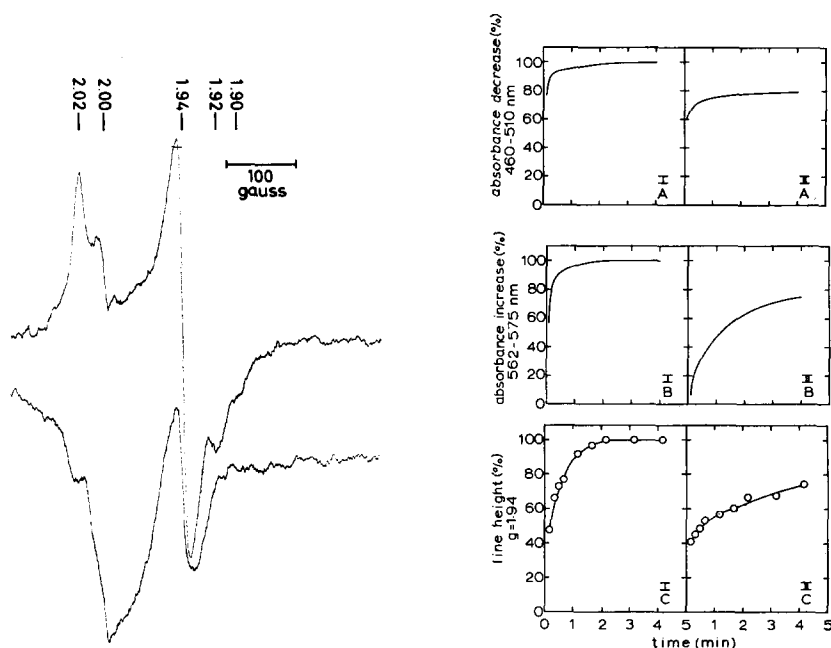 2.02—
2.00—
1.94—
1.92—
1.90—
100
gauss
absorbance decrease (%)
460-510 nm
100
80
60
40
20
0
I
A
II
A
absorbance increase (%)
562-575 nm
100
80
60
40
20
0
I
B
II
B
line height (%)
g=1.94
100
80
60
40
20
0
I
C
II
C
0 1 2 3 4 5 1 2 3 4 5
time (min)